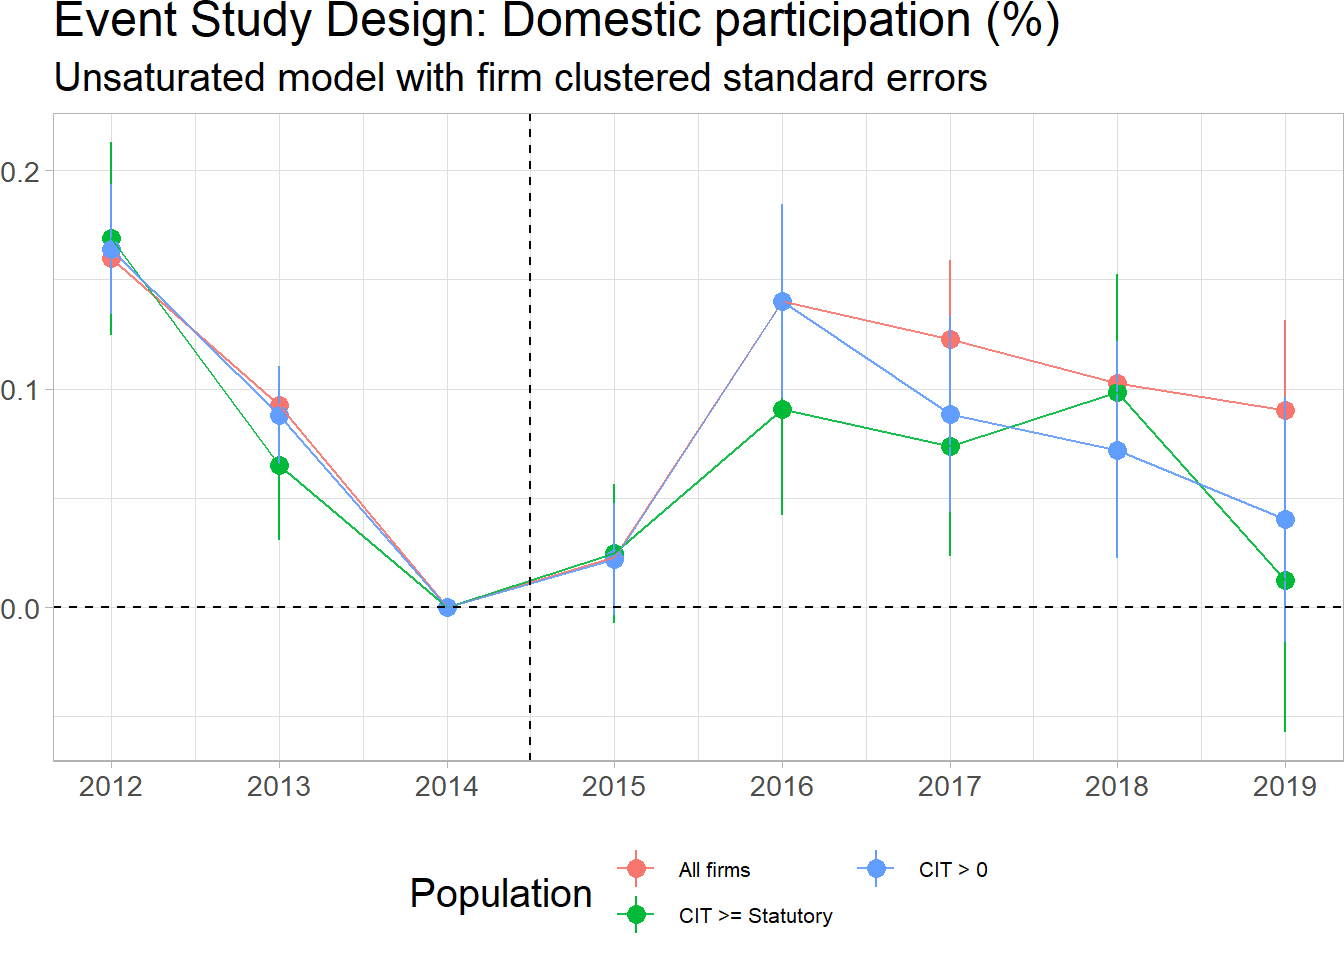 Event Study Design: Domestic participation (%)
Unsaturated model with firm clustered standard errors
0.2
0.1
0.0
2012 2013 2014 2015 2016 2017 2018 2019
Population
All firms
CIT > 0
CIT >= Statutory